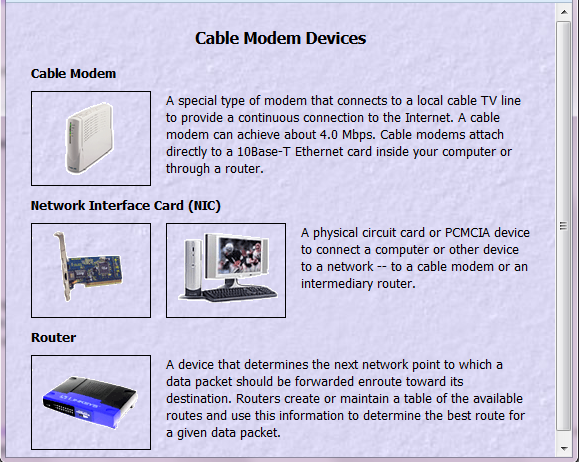 Cable Modem Devices
Cable Modem
A special type of modem that connects to a local cable TV line
to provide a continuous connection to the Internet. A cable
modem can achieve about 4.0 Mbps. Cable modems attach
directly to a 10Base-T Ethernet card inside your computer or
through a router.
Network Interface Card (NIC)
A physical circuit card or PCMCIA device
to connect a computer or other device
to a network -- to a cable modem or an
intermediary router.
Router
LINKSYS
A device that determines the next network point to which a
data packet should be forwarded enroute toward its
destination. Routers create or maintain a table of the available
routes and use this information to determine the best route for
a given data packet.